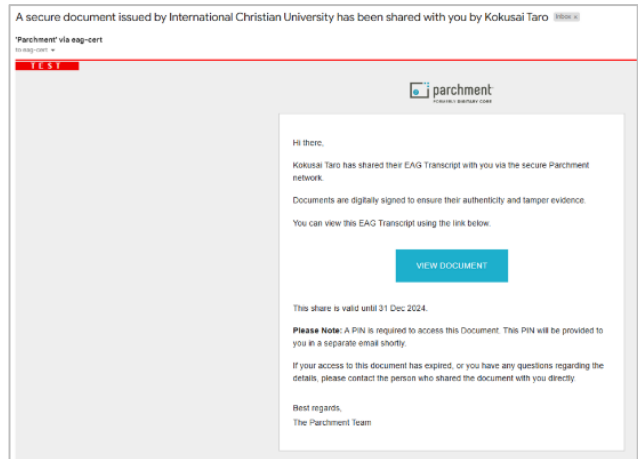 A secure document issued by International Christian University has been shared with you by Kokusai Taro Inbox x
'Parchment' via eag-cert
to eag-cert
TEST
parchment
FORMERLY DIGITARY CORE
Hi there,
Kokusai Taro has shared their EAG Transcript with you via the secure Parchment
network.
Documents are digitally signed to ensure their authenticity and tamper evidence.
You can view this EAG Transcript using the link below.
VIEW DOCUMENT
This share is valid until 31 Dec 2024.
Please Note: A PIN is required to access this Document. This PIN will be provided to
you in a separate email shortly.
If your access to this document has expired, or you have any questions regarding the
details, please contact the person who shared the document with you directly.
Best regards,
The Parchment Team